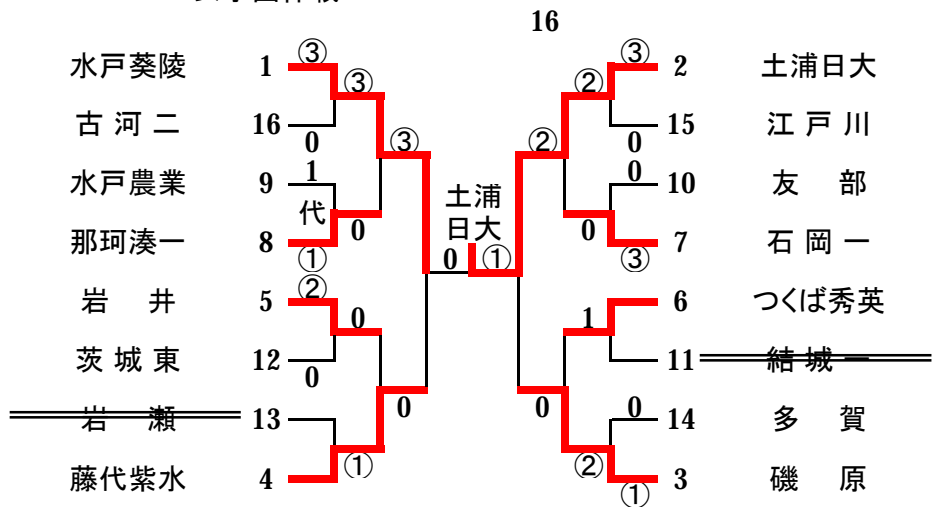 16
水戸葵陵 1 ③ ③ ② ③ 2 土浦日大
古河二 16 0 ③ ② 0 15 江戸川
水戸農業 9 1 0 10 友 部
土浦
日大
代 0 0
那珂湊一 8 ① ③ 7 石岡一
0 ①
岩 井 5 ② 0 1 6 つくば秀英
茨城東 12 0 11 結城一
岩 瀬 13 0 0 0 14 多 賀
藤代紫水 4 ① ② ① 3 磯 原